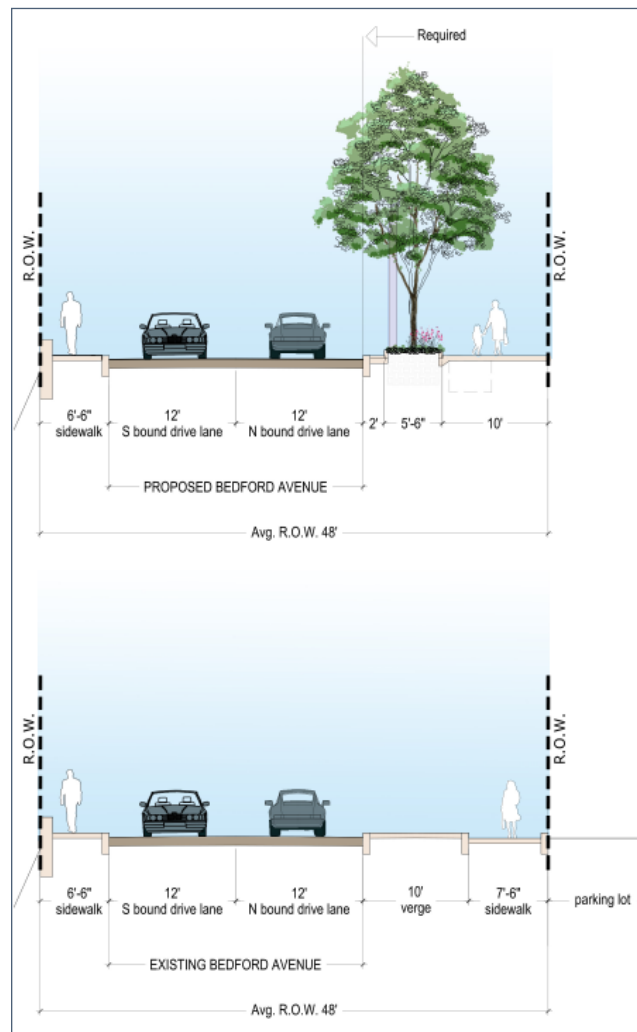 Required
R.O.W.
R.O.W.
6'-6"
sidewalk
12'
S bound drive lane
12'
N bound drive lane
2'
5'-6"
10'
PROPOSED BEDFORD AVENUE
Avg. R.O.W. 48'
R.O.W.
R.O.W.
6'-6"
sidewalk
12'
S bound drive lane
12'
N bound drive lane
10'
verge
7'-6"
sidewalk
parking lot
EXISTING BEDFORD AVENUE
Avg. R.O.W. 48'